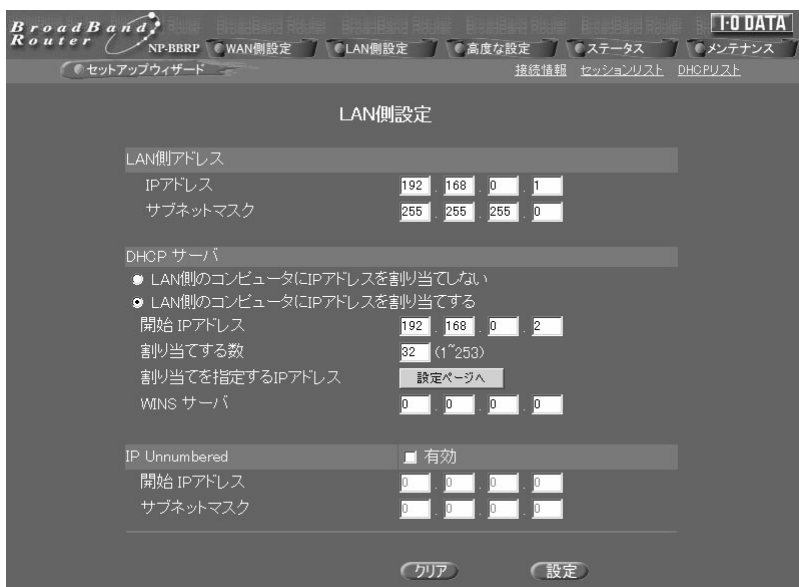 BroadBand
Router
NP-BBRP
WAN側設定
LAN側設定
高度な設定
ステータス
メンテナンス
I・O DATA
セットアップウィザード
接続情報 セッションリスト DHCPリスト
LAN側設定
LAN側アドレス
IPアドレス 192 . 168 . 0 . 1
サブネットマスク 255 . 255 . 255 . 0
DHCP サーバ
LAN側のコンピュータにIPアドレスを割り当てしない
LAN側のコンピュータにIPアドレスを割り当てする
開始 IPアドレス 192 . 168 . 0 . 2
割り当てする数 32 (1~253)
割り当てを指定するIPアドレス 設定ページへ
WINS サーバ 0 . 0 . 0 . 0
IP Unnumbered 有効
開始 IPアドレス 0 . 0 . 0 . 0
サブネットマスク 0 . 0 . 0 . 0
クリア 設定